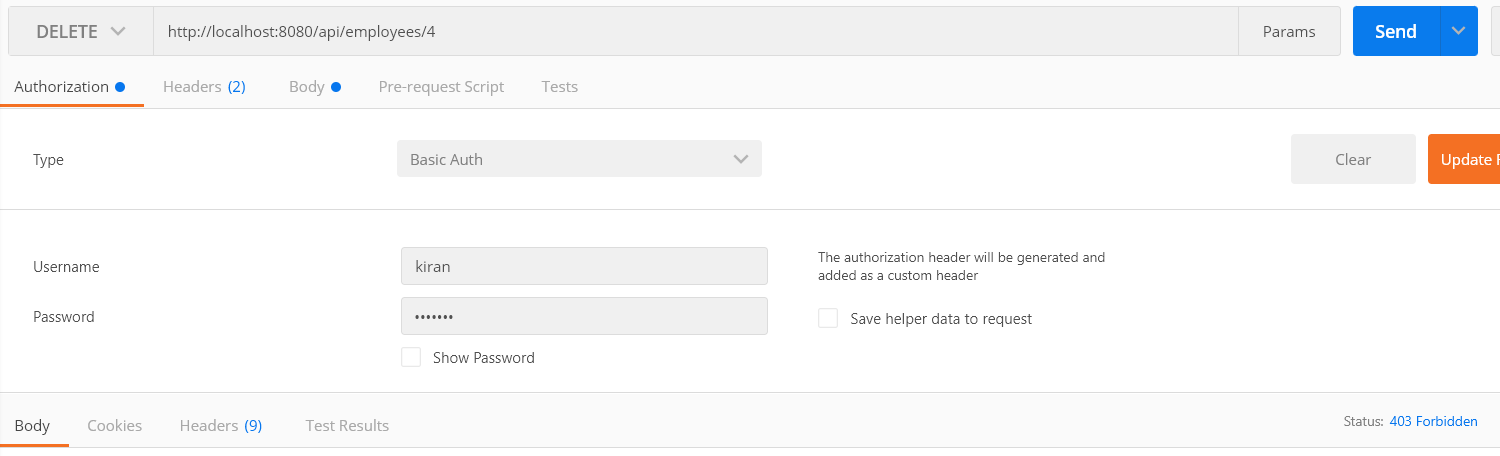 DELETE http://localhost:8080/api/employees/4 Params Send
Authorization Headers (2) Body Pre-request Script Tests
Type Basic Auth Clear Update
Username kiran The authorization header will be generated and
added as a custom header
Password ••••••• Save helper data to request
Show Password
Body Cookies Headers (9) Test Results Status: 403 Forbidden